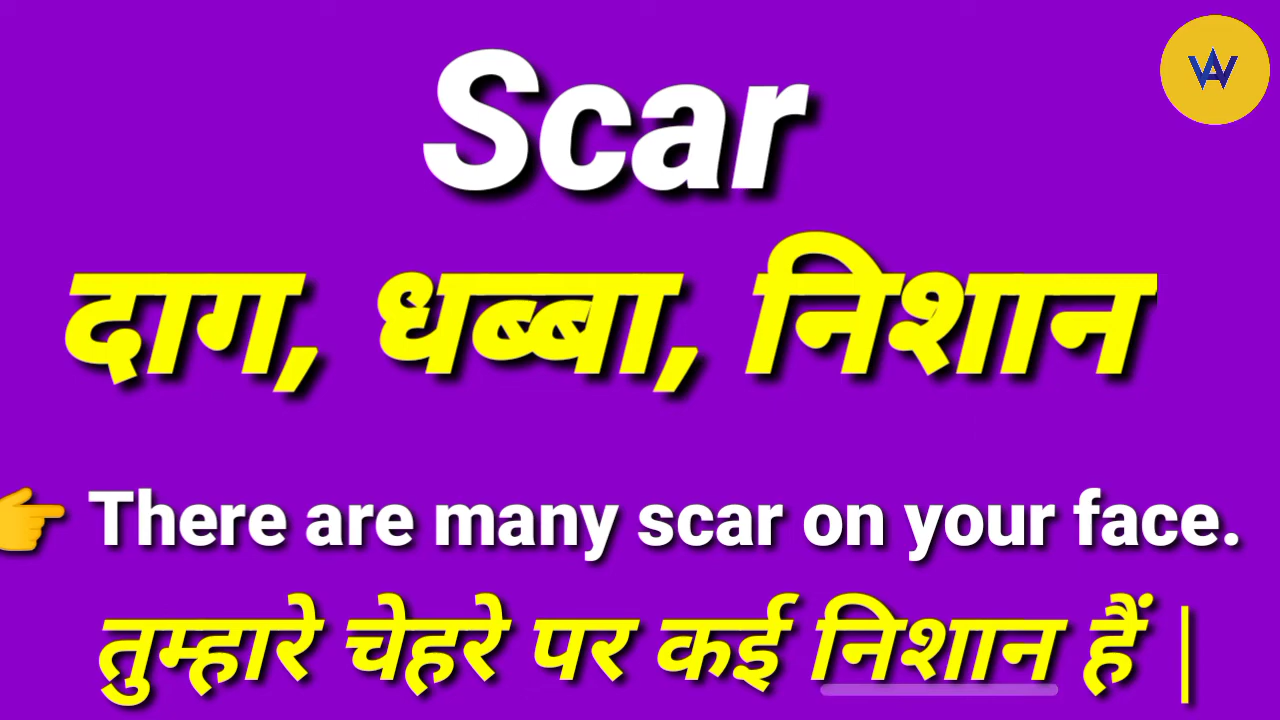 Scar
दाग, धब्बा, निशान
👉 There are many scar on your face.
तुम्हारे चेहरे पर कई निशान हैं |